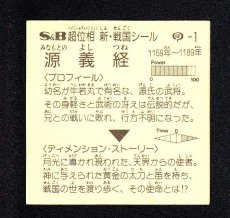 S&B 超位相 新・戦国シール -1
みなもとの よし つね
源 義 経
1159年〜1189年
Power
0 100
〈プロフィール〉
幼名が牛若丸で有名な、源氏の武将。
その身軽さと武術の冴えは伝説的だが、
兄との戦いに敗れ、行方不明になった。
Time
〈ディメンション・ストーリー〉
月光に導かれ現われた、天界からの使者。
神に与えられた黄金の太刀と翼を持ち、
戦国の世を渡り歩く、その使命とは!?